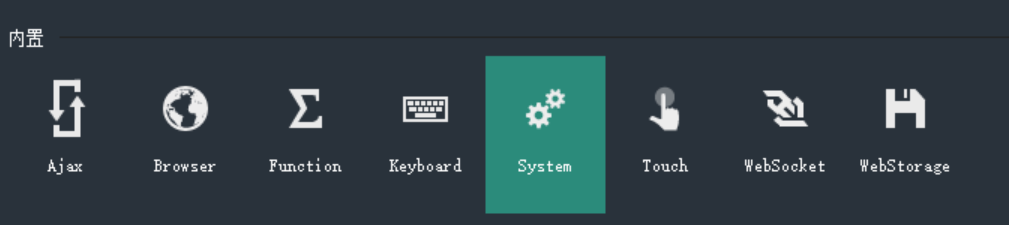 内置
Ajax Browser Function Keyboard System Touch WebSocket WebStorage